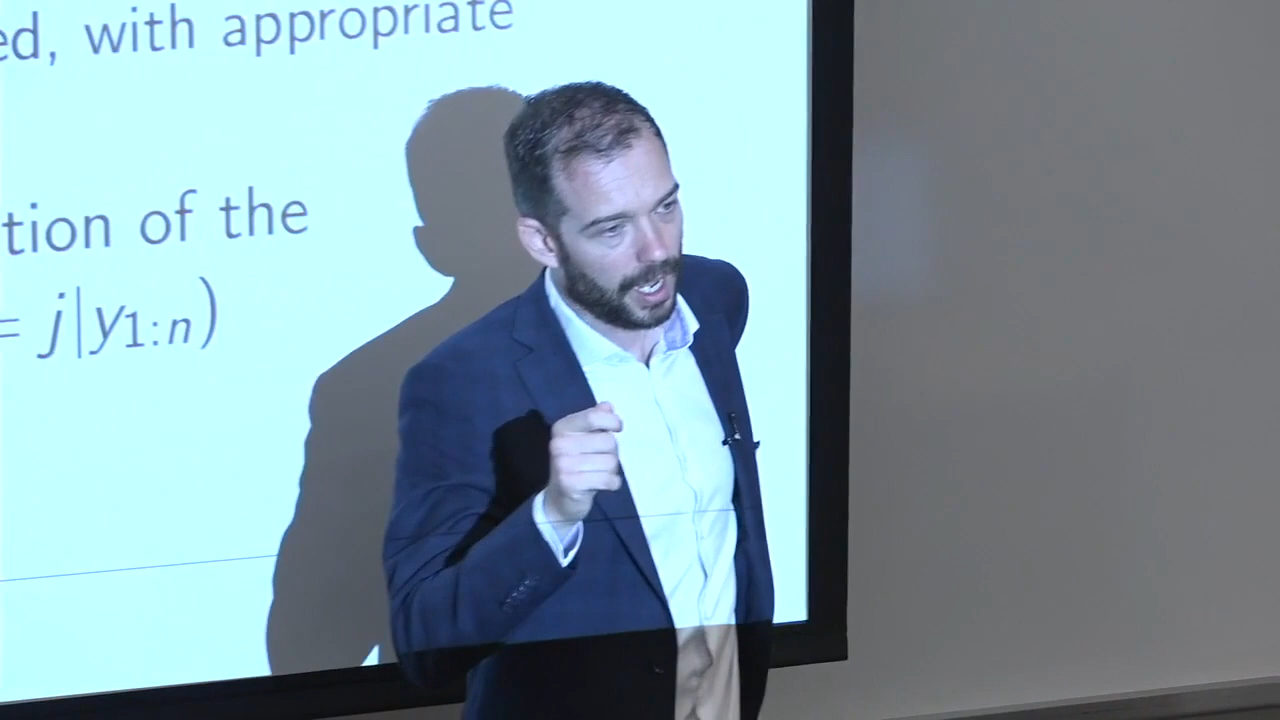 ed, with appropriate
tion of the
= j|y1:n)